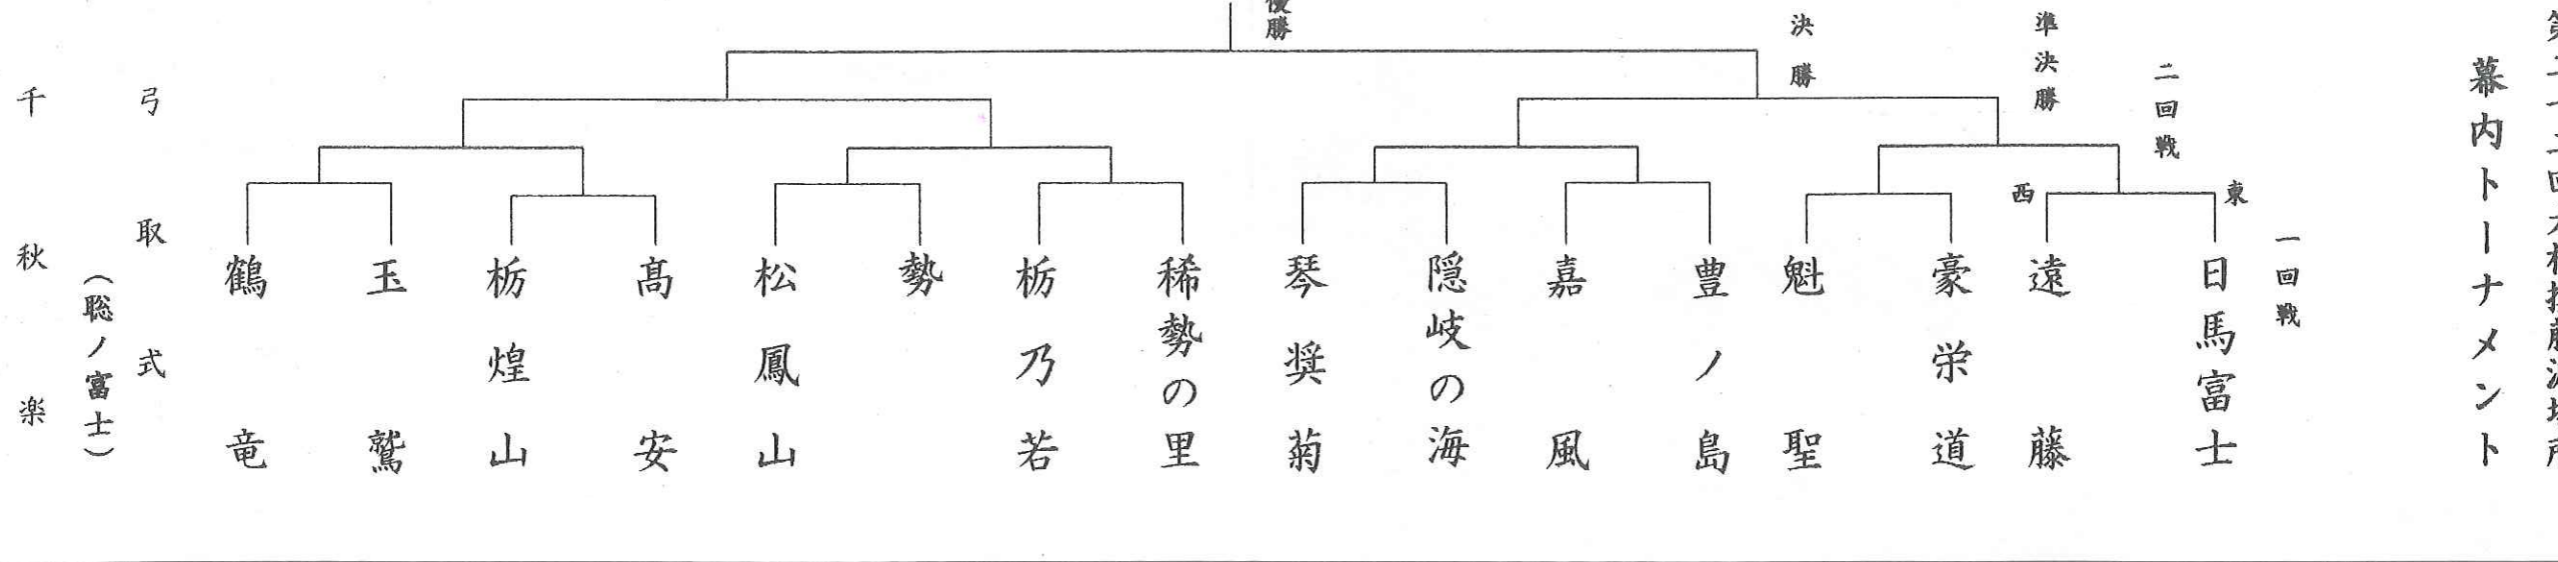 幕内トーナメント
一回戦
二回戦
準決勝
決勝
優勝
東
西
日馬富士
遠藤
豪栄道
魁聖
豊ノ島
嘉風
隠岐の海
琴奨菊
稀勢の里
栃乃若
勢
松鳳山
髙安
栃煌山
玉鷲
鶴竜
弓取式
(聡ノ富士)
千秋楽